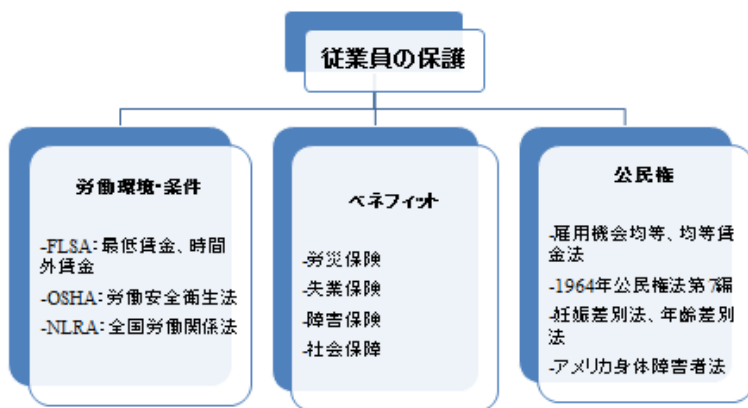 従業員の保護
労働環境・条件
-FLSA：最低賃金、時間
外賃金
-OSHA：労働安全衛生法
-NLRA：全国労働関係法
ベネフィット
-労災保険
-失業保険
-障害保険
-社会保障
公民権
-雇用機会均等、均等賃
金法
-1964年公民権法第7編
-妊娠差別法、年齢差別
法
-アメリカ身体障害者法